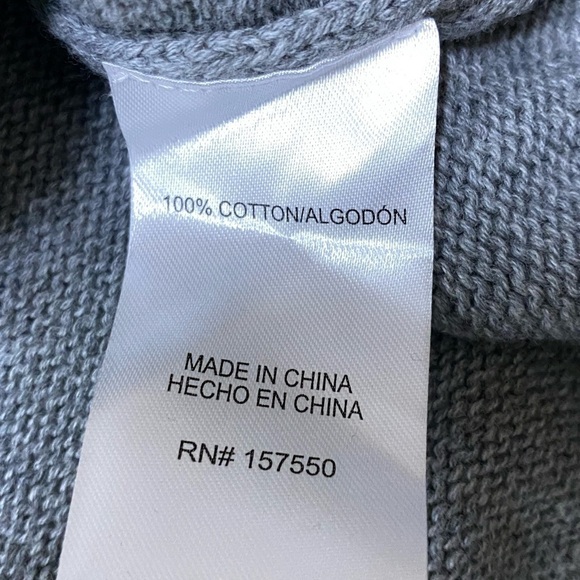 100% COTTON/ALGODÓN
MADE IN CHINA
HECHO EN CHINA
RN# 157550